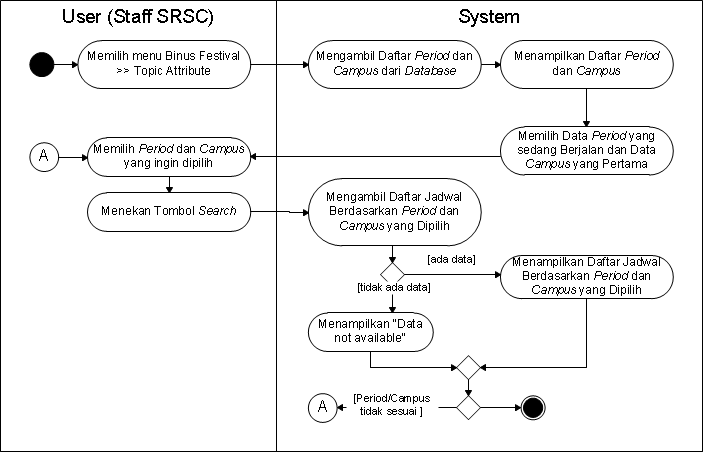 User (Staff SRSC)
System
Memilih menu Binus Festival
>> Topic Attribute
Mengambil Daftar Period dan
Campus dari Database
Menampilkan Daftar Period
dan Campus
Memilih Data Period yang
sedang Berjalan dan Data
Campus yang Pertama
A
Memilih Period dan Campus
yang ingin dipilih
Menekan Tombol Search
Mengambil Daftar Jadwal
Berdasarkan Period dan
Campus yang Dipilih
[ada data]
[tidak ada data]
Menampilkan Daftar Jadwal
Berdasarkan Period dan
Campus yang Dipilih
Menampilkan "Data
not available"
A
[Period/Campus
tidak sesuai ]